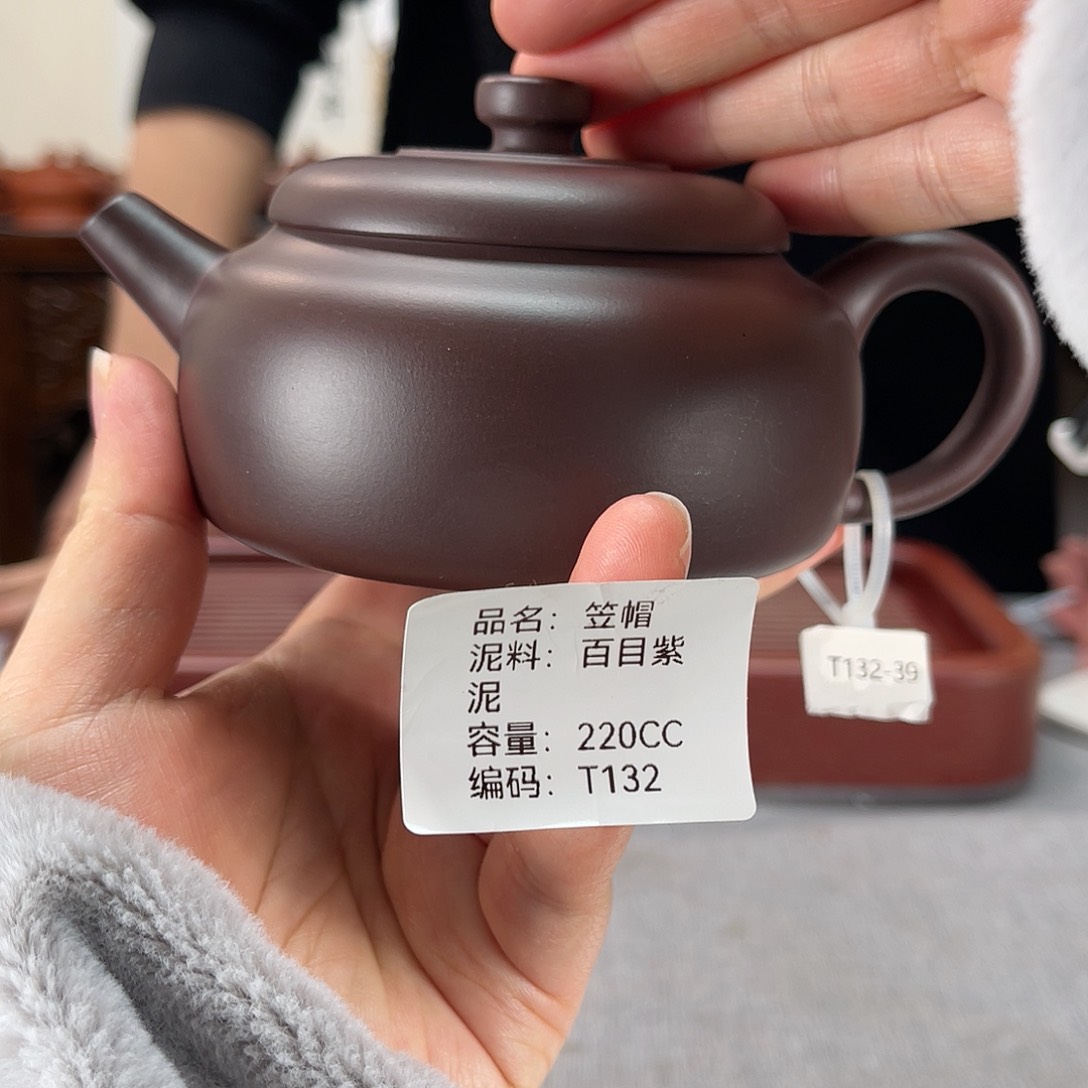 品名： 笠帽
泥料： 百目紫
泥
容量： 220CC
编码： T132
T132-39